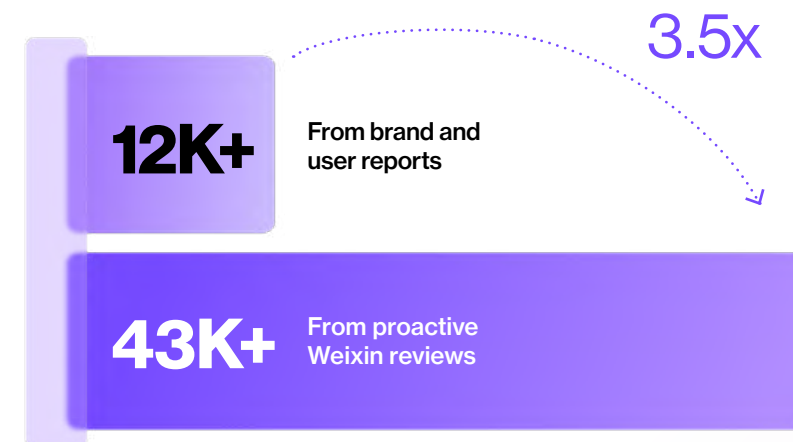 3.5x
12K+
From brand and
user reports
43K+
From proactive
Weixin reviews